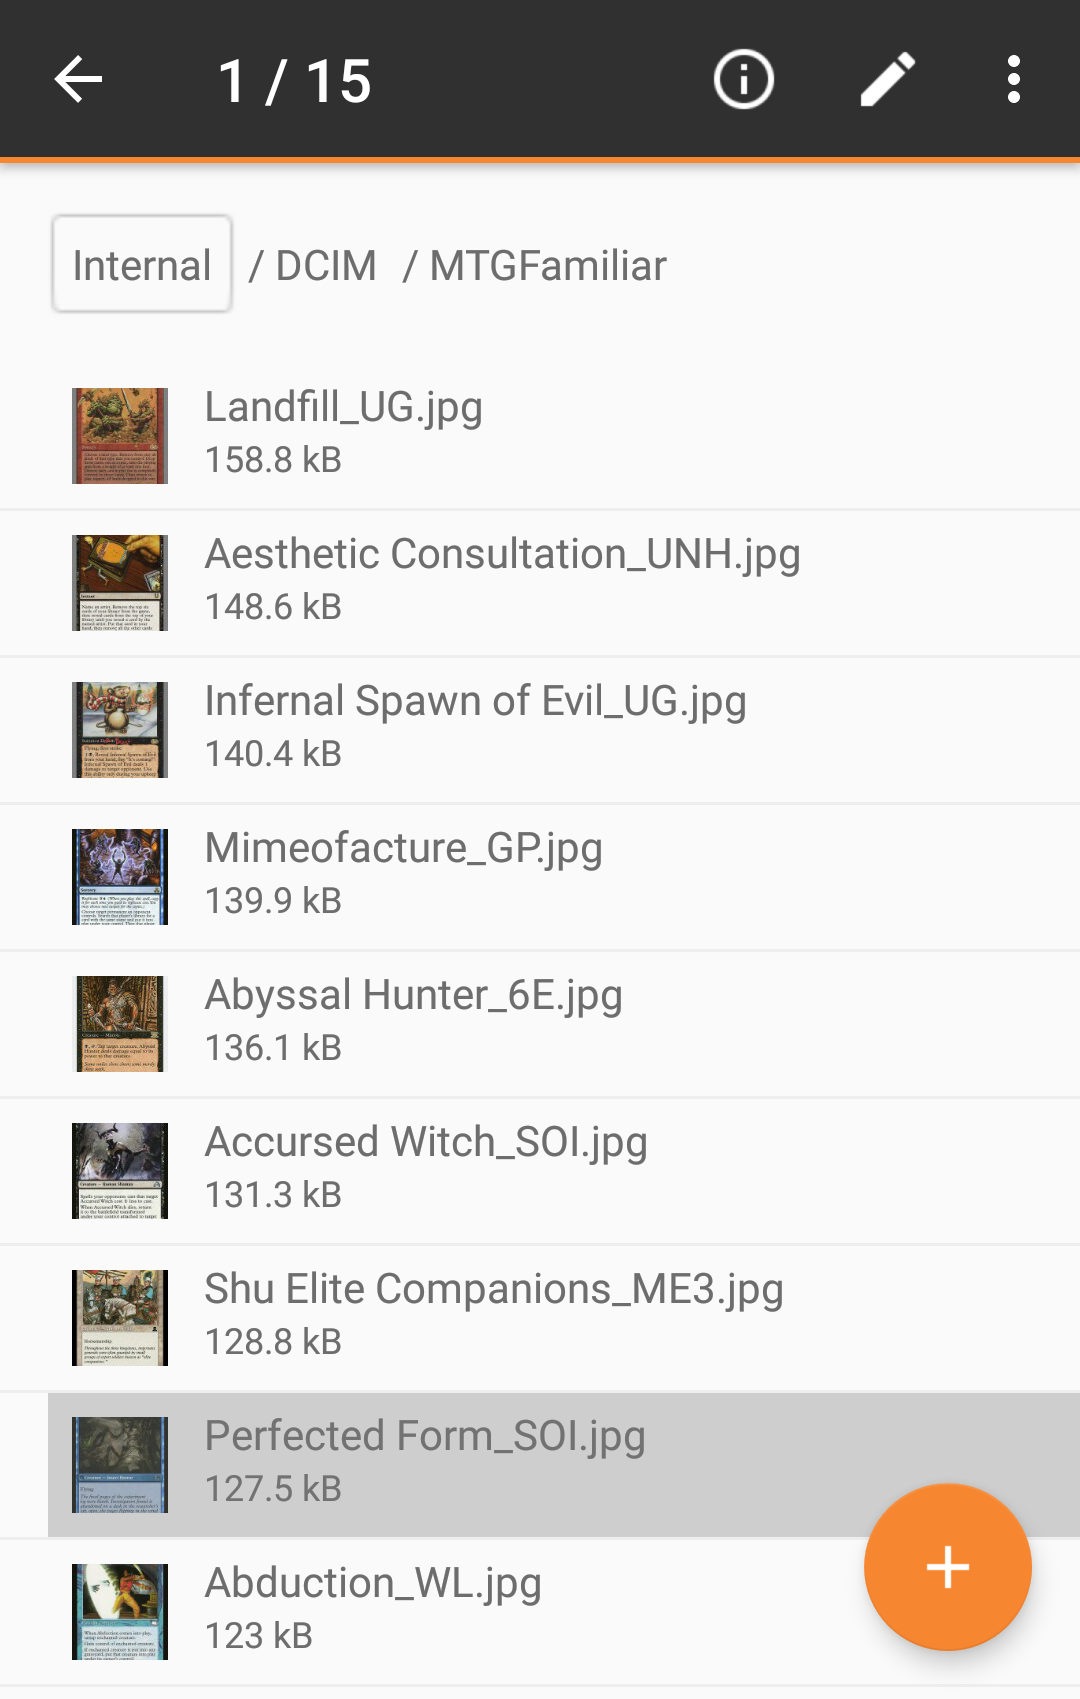 1 / 15
Internal / DCIM / MTGFamiliar
Landfill_UG.jpg
158.8 kB
Aesthetic Consultation_UNH.jpg
148.6 kB
Infernal Spawn of Evil_UG.jpg
140.4 kB
Mimeofacture_GP.jpg
139.9 kB
Abyssal Hunter_6E.jpg
136.1 kB
Accursed Witch_SOI.jpg
131.3 kB
Shu Elite Companions_ME3.jpg
128.8 kB
Perfected Form_SOI.jpg
127.5 kB
Abduction_WL.jpg
123 kB